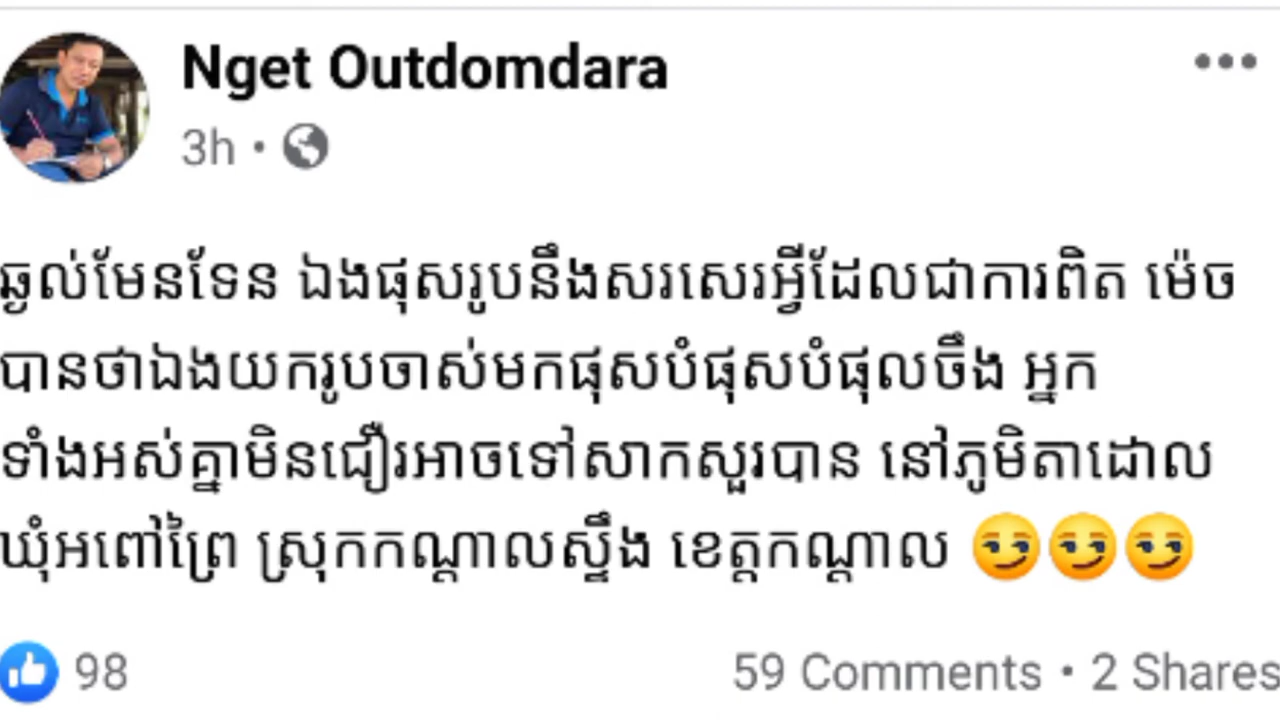 Nget Outdomdara
3h ·
ឆ្ងល់មែនទែន ឯងផុសរូបនឹងសរសេរអ្វីដែលជាការពិត ម៉េច
បានថាឯងយករូបចាស់មកផុសបំផុសបំផុលចឹង អ្នក
ទាំងអស់គ្នាមិនជឿរអាចទៅសាកសួរបាន នៅភូមិតាដោល
ឃុំអពៅព្រៃ ស្រុកកណ្តាលស្ទឹង ខេត្តកណ្តាល 😏😏😏
98
59 Comments · 2 Shares